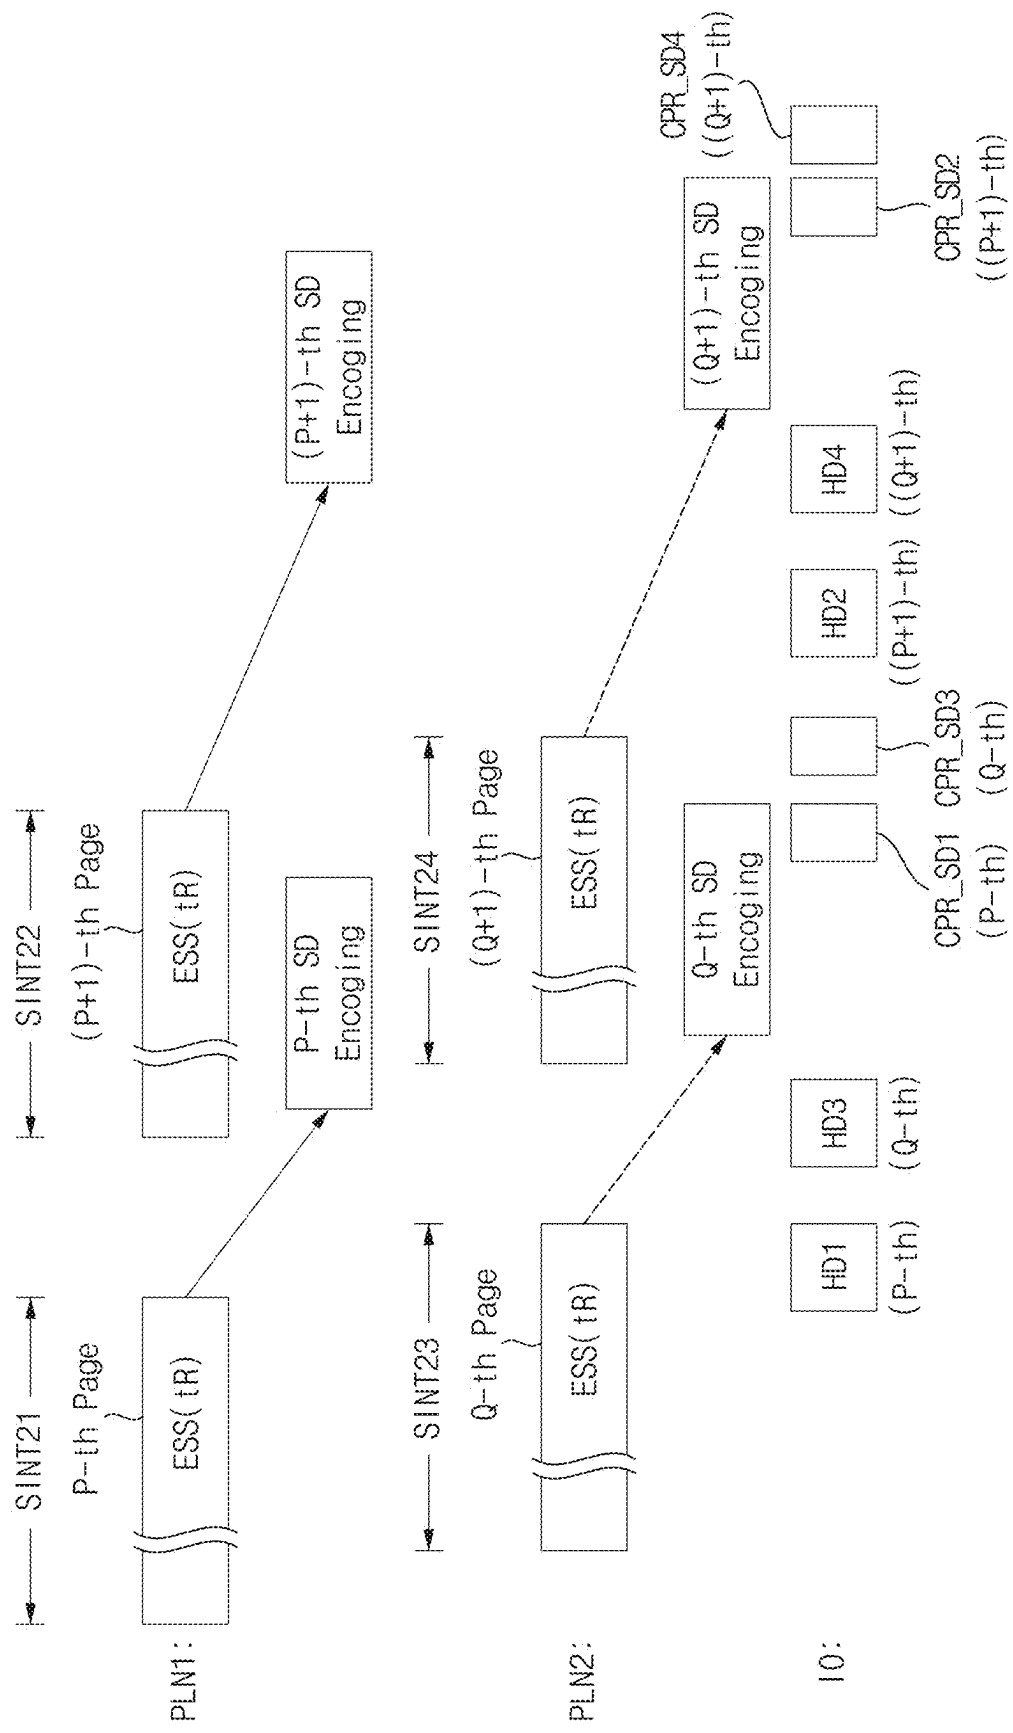 SINT21
SINT22
P-th Page
(P+1)-th Page
PLN1:
ESS(tR)
ESS(tR)
P-th SD
Encoging
(P+1)-th SD
Encoging
SINT23
SINT24
Q-th Page
(Q+1)-th Page
PLN2:
ESS(tR)
ESS(tR)
Q-th SD
Encoging
(Q+1)-th SD
Encoging
CPR_SD4
((Q+1)-th)
IO:
HD1
HD3
HD2
HD4
(P-th)
(Q-th)
((P+1)-th)
((Q+1)-th)
CPR_SD1
(P-th)
CPR_SD3
(Q-th)
CPR_SD2
((P+1)-th)